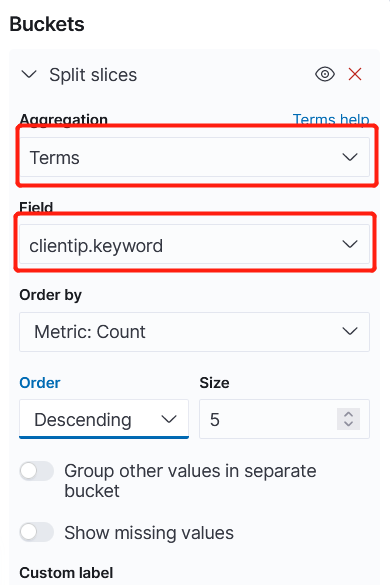 Buckets
Split slices
Aggregation
Terms help
Terms
Field
clientip.keyword
Order by
Metric: Count
Order
Size
Descending
5
Group other values in separate
bucket
Show missing values
Custom label